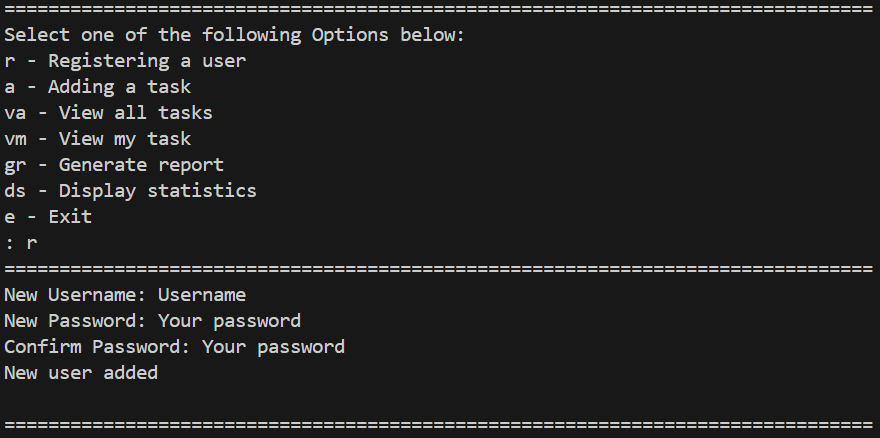 ===============================================================================
Select one of the following Options below:
r - Registering a user
a - Adding a task
va - View all tasks
vm - View my task
gr - Generate report
ds - Display statistics
e - Exit
: r
===============================================================================
New Username: Username
New Password: Your password
Confirm Password: Your password
New user added
===============================================================================